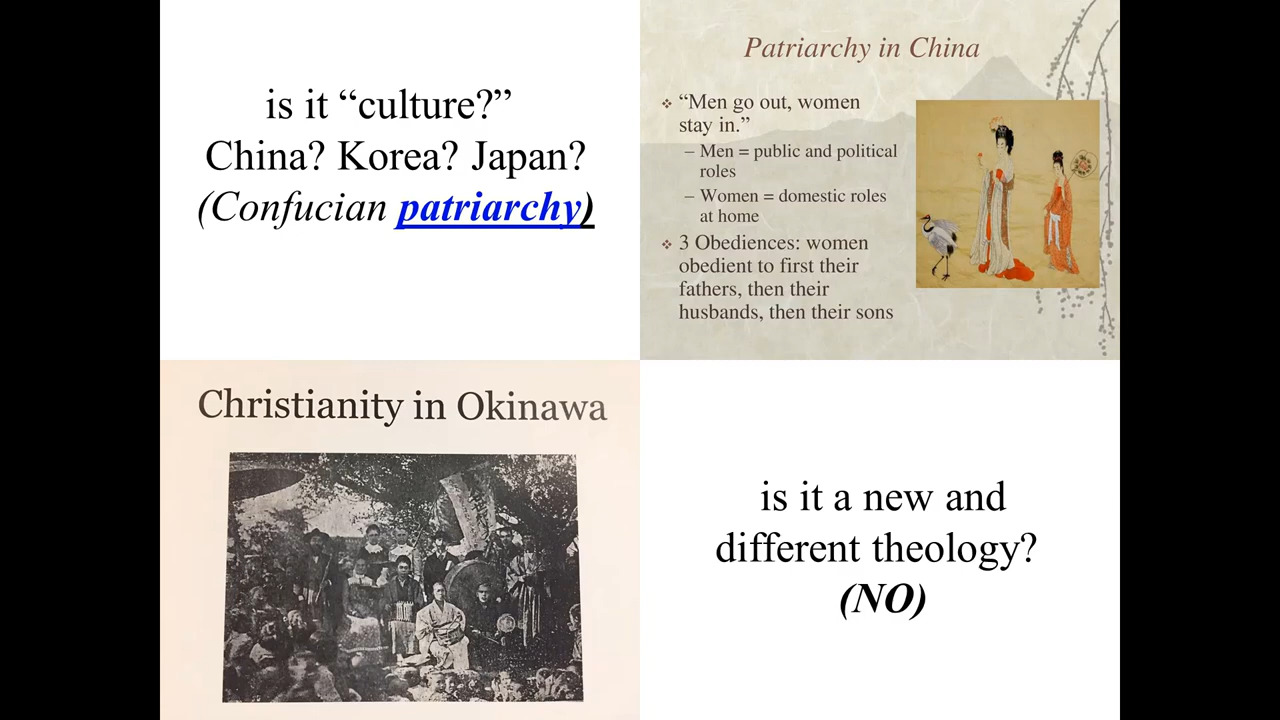 is it “culture?”
China? Korea? Japan?
(Confucian patriarchy)
Patriarchy in China
❖ “Men go out, women
stay in.”
– Men = public and political
roles
– Women = domestic roles
at home
❖ 3 Obediences: women
obedient to first their
fathers, then their
husbands, then their sons
Christianity in Okinawa
is it a new and
different theology?
(NO)